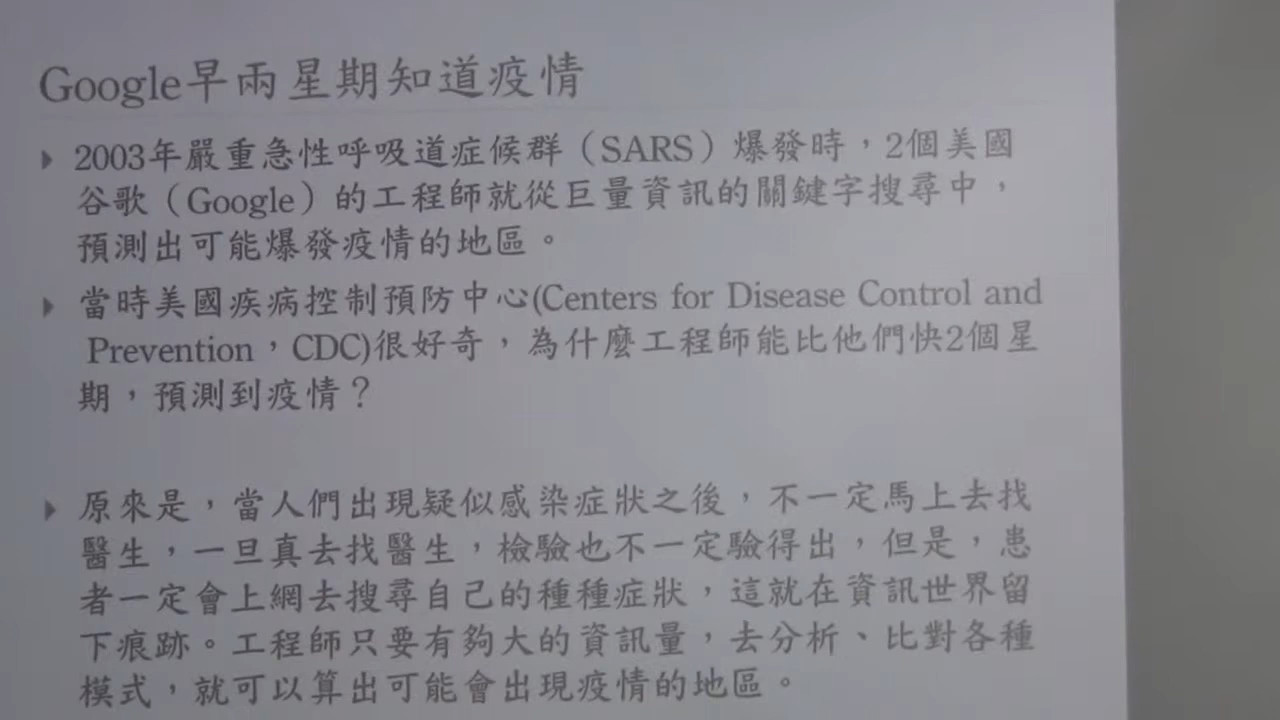 Google早兩星期知道疫情
2003年嚴重急性呼吸道症候群（SARS）爆發時，2個美國
谷歌（Google）的工程師就從巨量資訊的關鍵字搜尋中，
預測出可能爆發疫情的地區。
當時美國疾病控制預防中心(Centers for Disease Control and
Prevention，CDC)很好奇，為什麼工程師能比他們快2個星
期，預測到疫情？
原來是，當人們出現疑似感染症狀之後，不一定馬上去找
醫生，一旦真去找醫生，檢驗也不一定驗得出，但是，患
者一定會上網去搜尋自己的種種症狀，這就在資訊世界留
下痕跡。工程師只要有夠大的資訊量，去分析、比對各種
模式，就可以算出可能會出現疫情的地區。